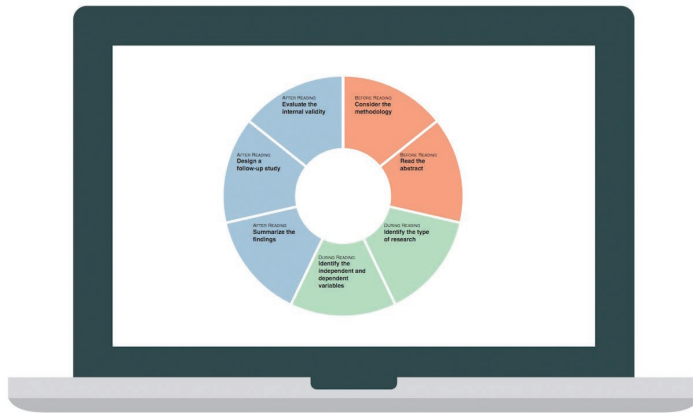 BEFORE READING
Consider the
methodology
BEFORE READING
Read the
abstract
DURING READING
Identify the type
of research
DURING READING
Identify the
independent and
dependent
variables
AFTER READING
Summarize the
findings
AFTER READING
Design a
follow-up study
AFTER READING
Evaluate the
internal validity